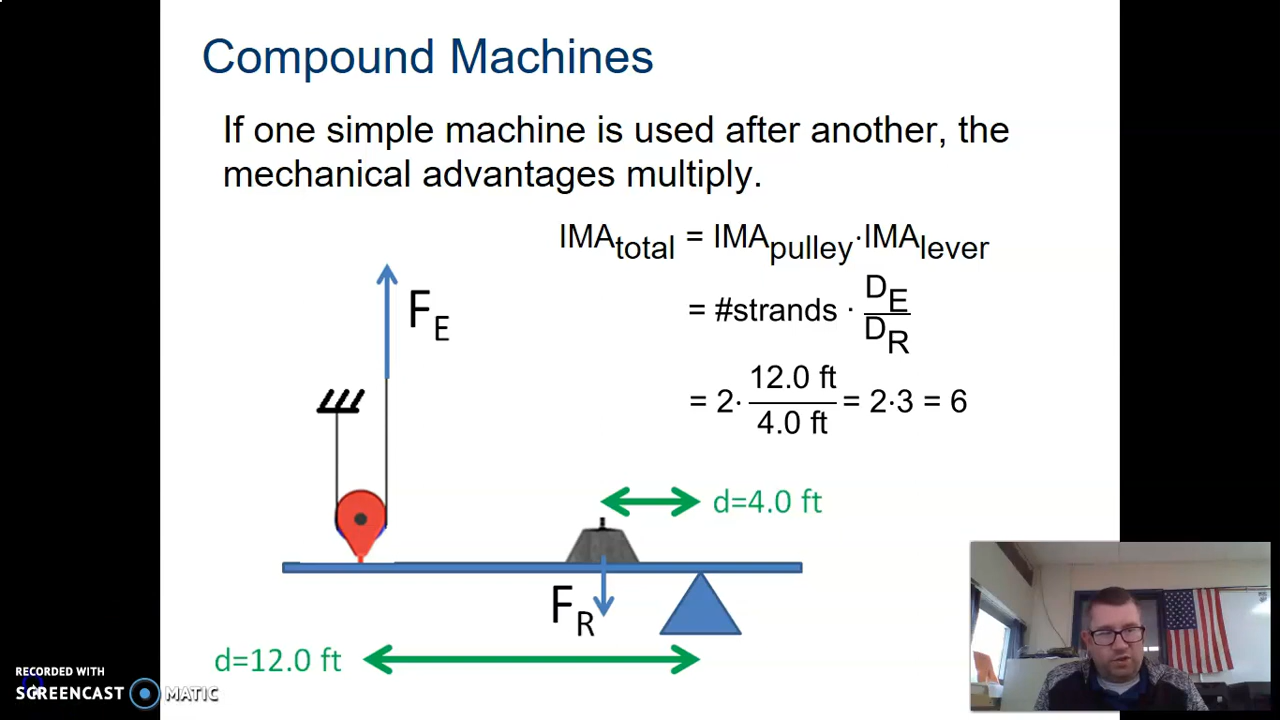 Compound Machines
If one simple machine is used after another, the
mechanical advantages multiply.
IMAtotal = IMApulley·IMAlever
= #strands · DE/DR
= 2· 12.0 ft/4.0 ft = 2·3 = 6
FE
d=4.0 ft
FR
d=12.0 ft
RECORDED WITH
SCREENCAST MATIC